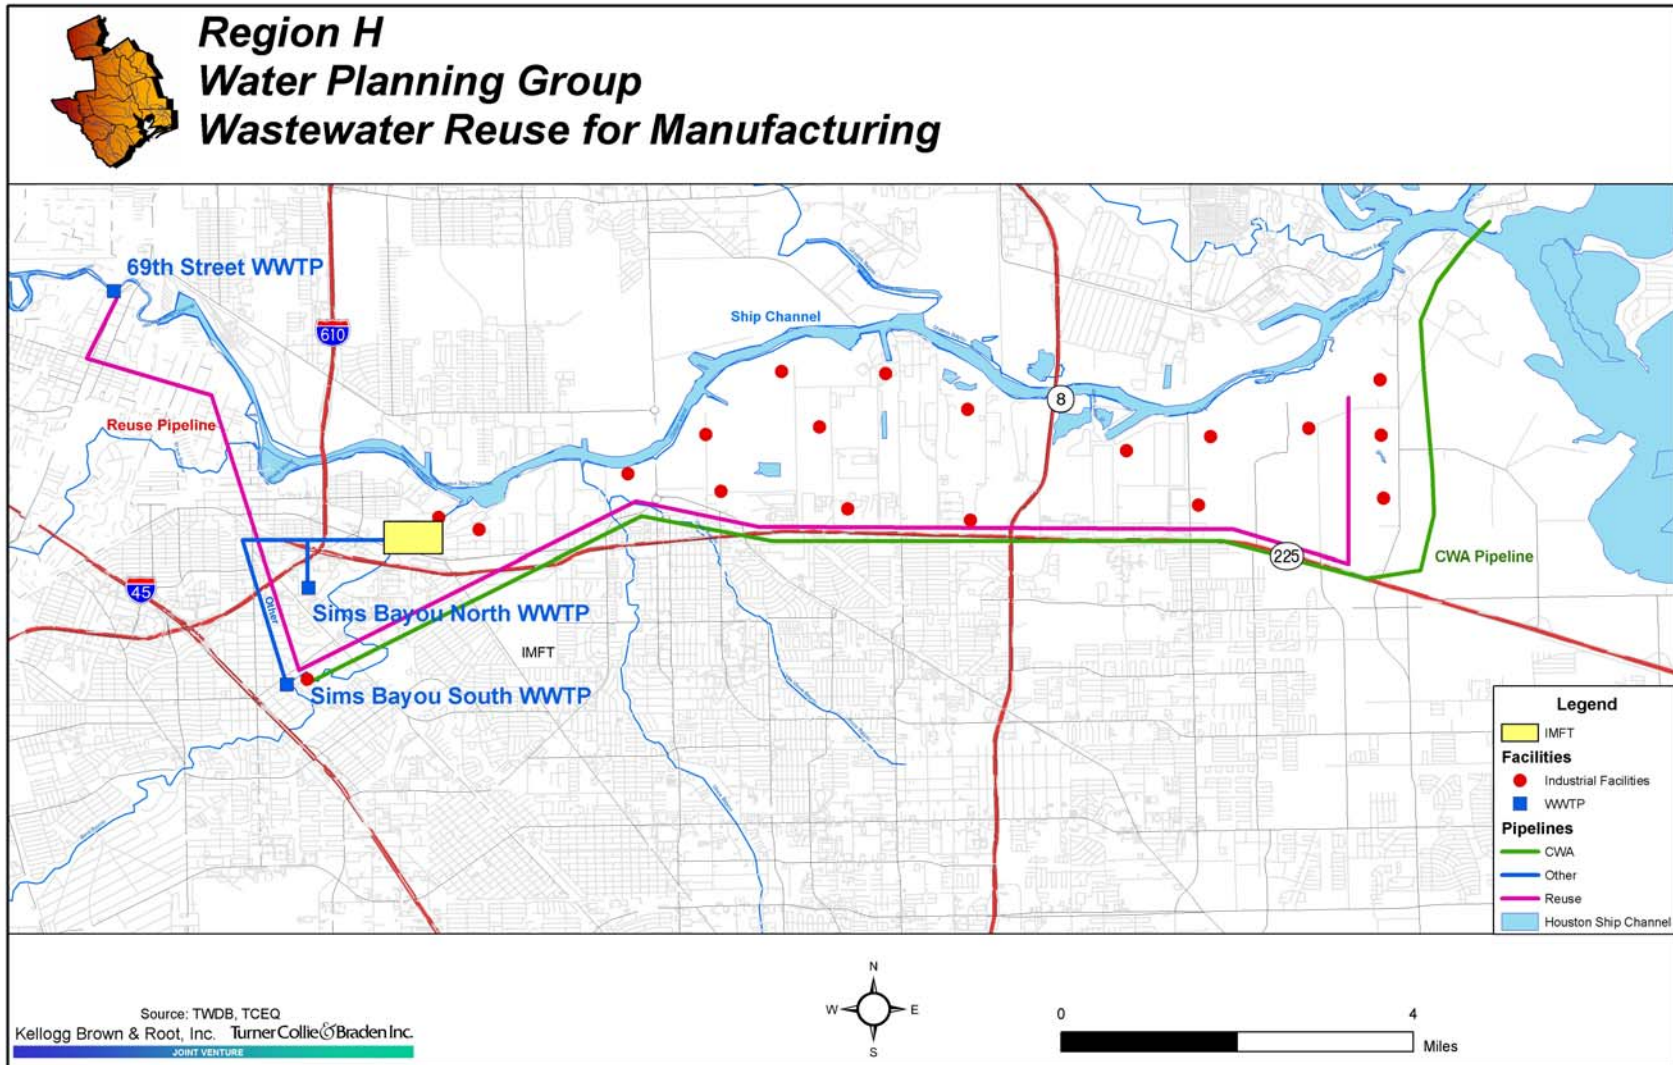 Region H
Water Planning Group
Wastewater Reuse for Manufacturing
69th Street WWTP
610
Ship Channel
8
Reuse Pipeline
225
CWA Pipeline
45
Other
Sims Bayou North WWTP
IMFT
Sims Bayou South WWTP
Legend
IMFT
Facilities
Industrial Facilities
WWTP
Pipelines
CWA
Other
Reuse
Houston Ship Channel
N
W E
S
0 4
Miles
Source: TWDB, TCEQ
Kellogg Brown & Root, Inc. Turner Collie & Braden Inc.
JOINT VENTURE